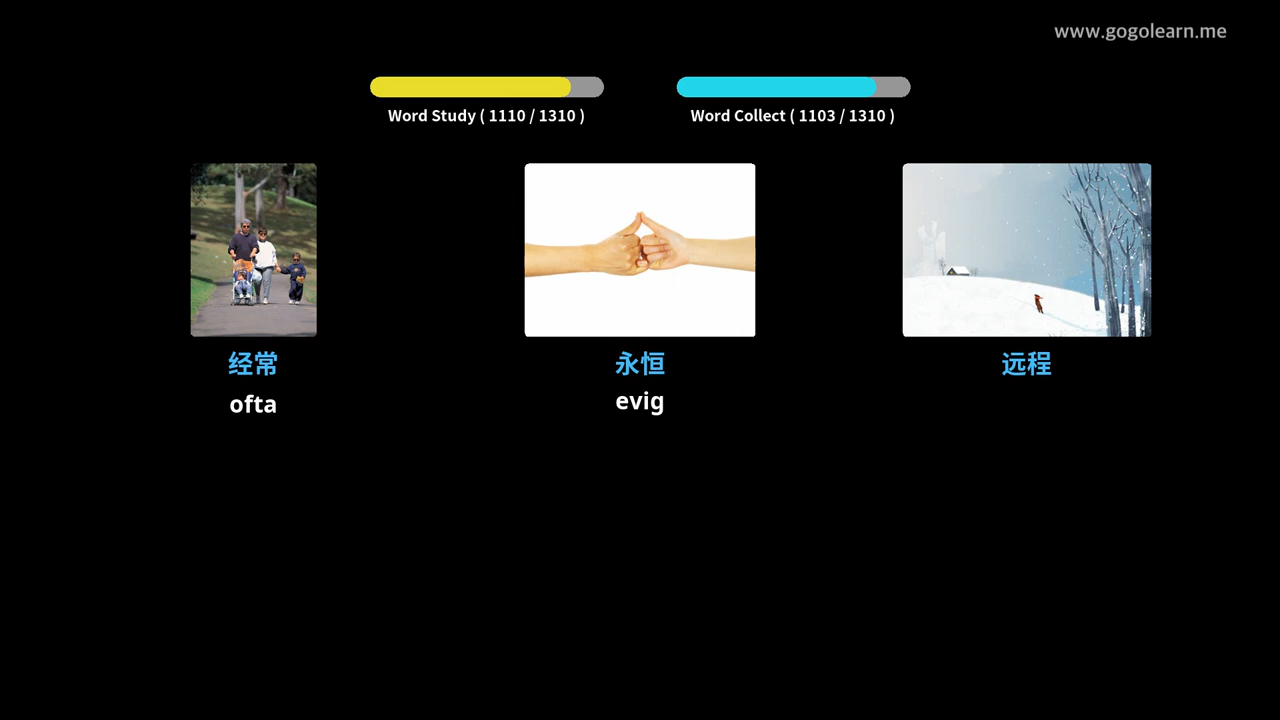 www.gogolearn.me
Word Study ( 1110 / 1310 )
Word Collect ( 1103 / 1310 )
经常
永恒
远程
ofta
evig